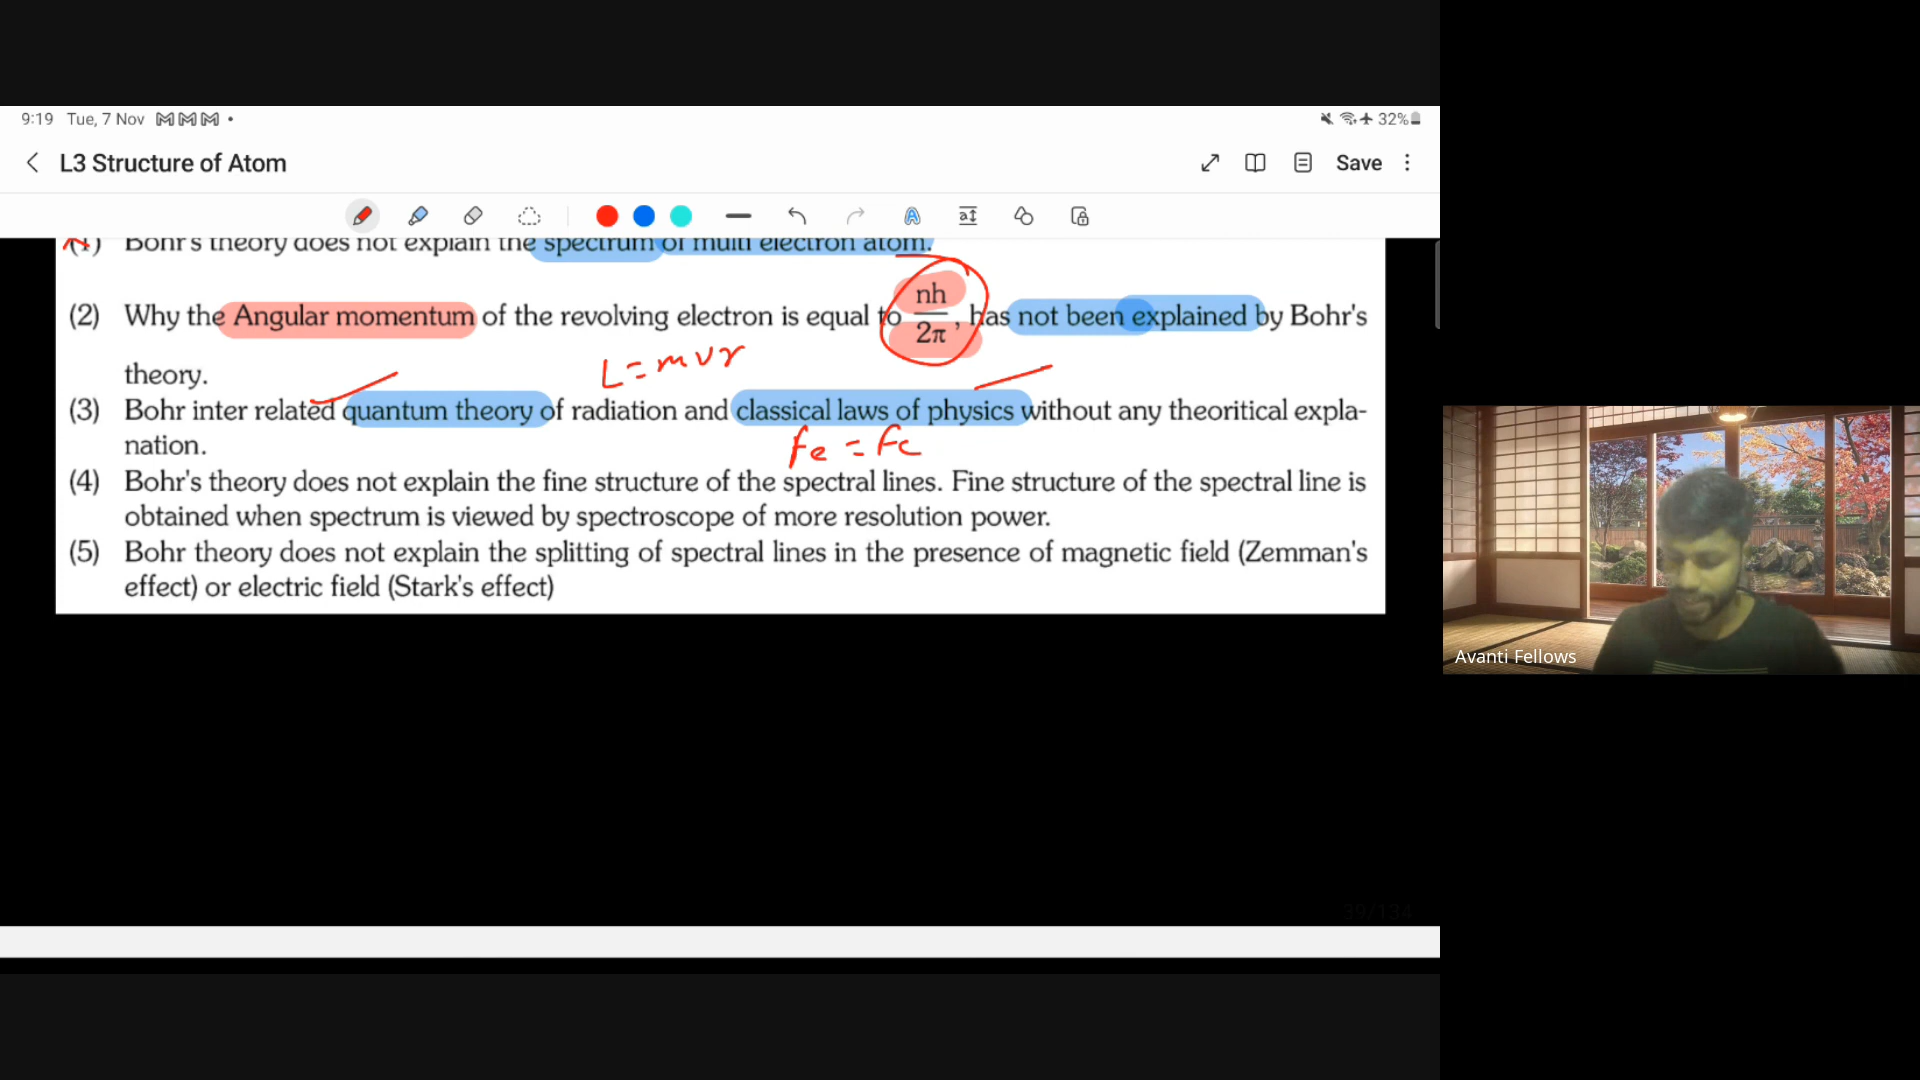 9:19 Tue, 7 Nov
32%
L3 Structure of Atom
Save
(1) Bohr's theory does not explain the spectrum of multi electron atom.
(2) Why the Angular momentum of the revolving electron is equal to nh/2π, has not been explained by Bohr's
theory.
L = mvr
(3) Bohr inter related quantum theory of radiation and classical laws of physics without any theoritical expla-
nation.
fe = Fc
(4) Bohr's theory does not explain the fine structure of the spectral lines. Fine structure of the spectral line is
obtained when spectrum is viewed by spectroscope of more resolution power.
(5) Bohr theory does not explain the splitting of spectral lines in the presence of magnetic field (Zemman's
effect) or electric field (Stark's effect)
Avanti Fellows
39/134